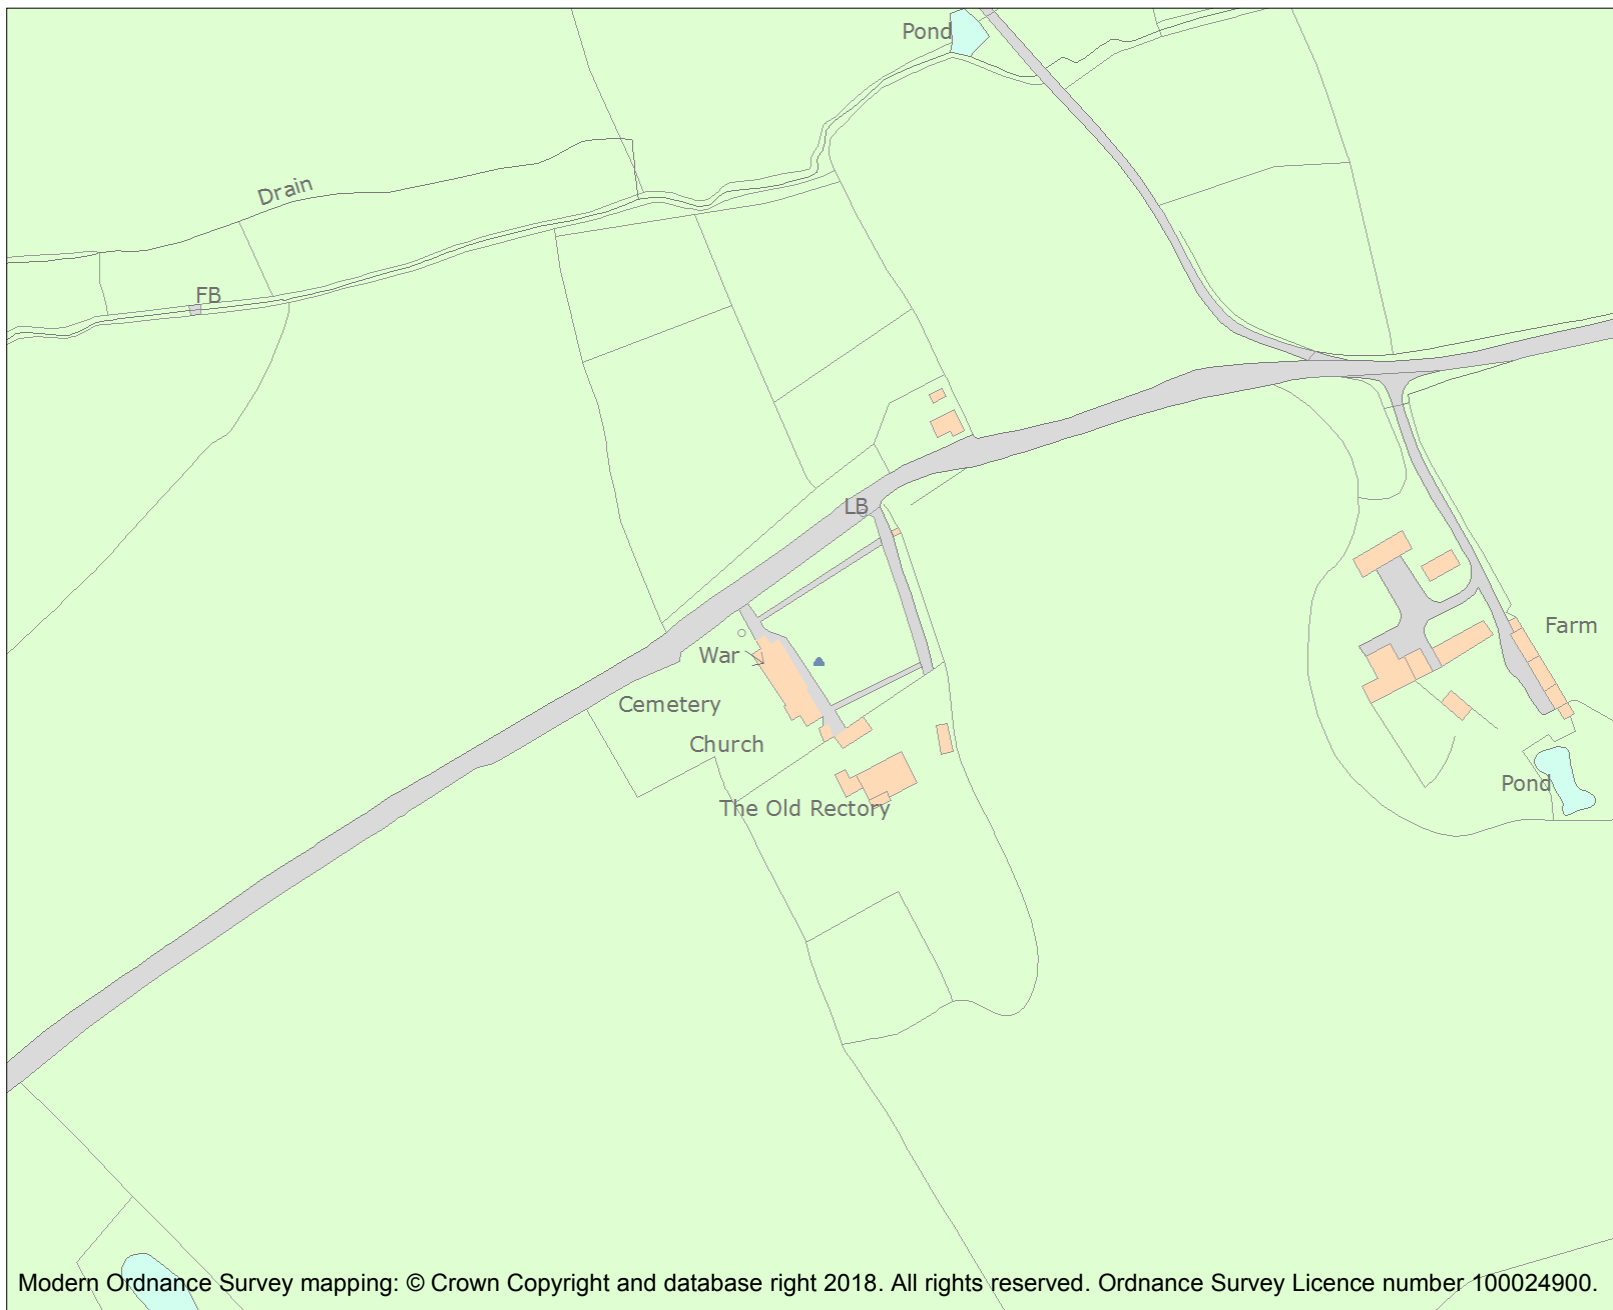 Pond
Drain
FB
LB
War
Farm
Cemetery
Church
Pond
The Old Rectory
Modern Ordnance Survey mapping: © Crown Copyright and database right 2018. All rights reserved. Ordnance Survey Licence number 100024900.